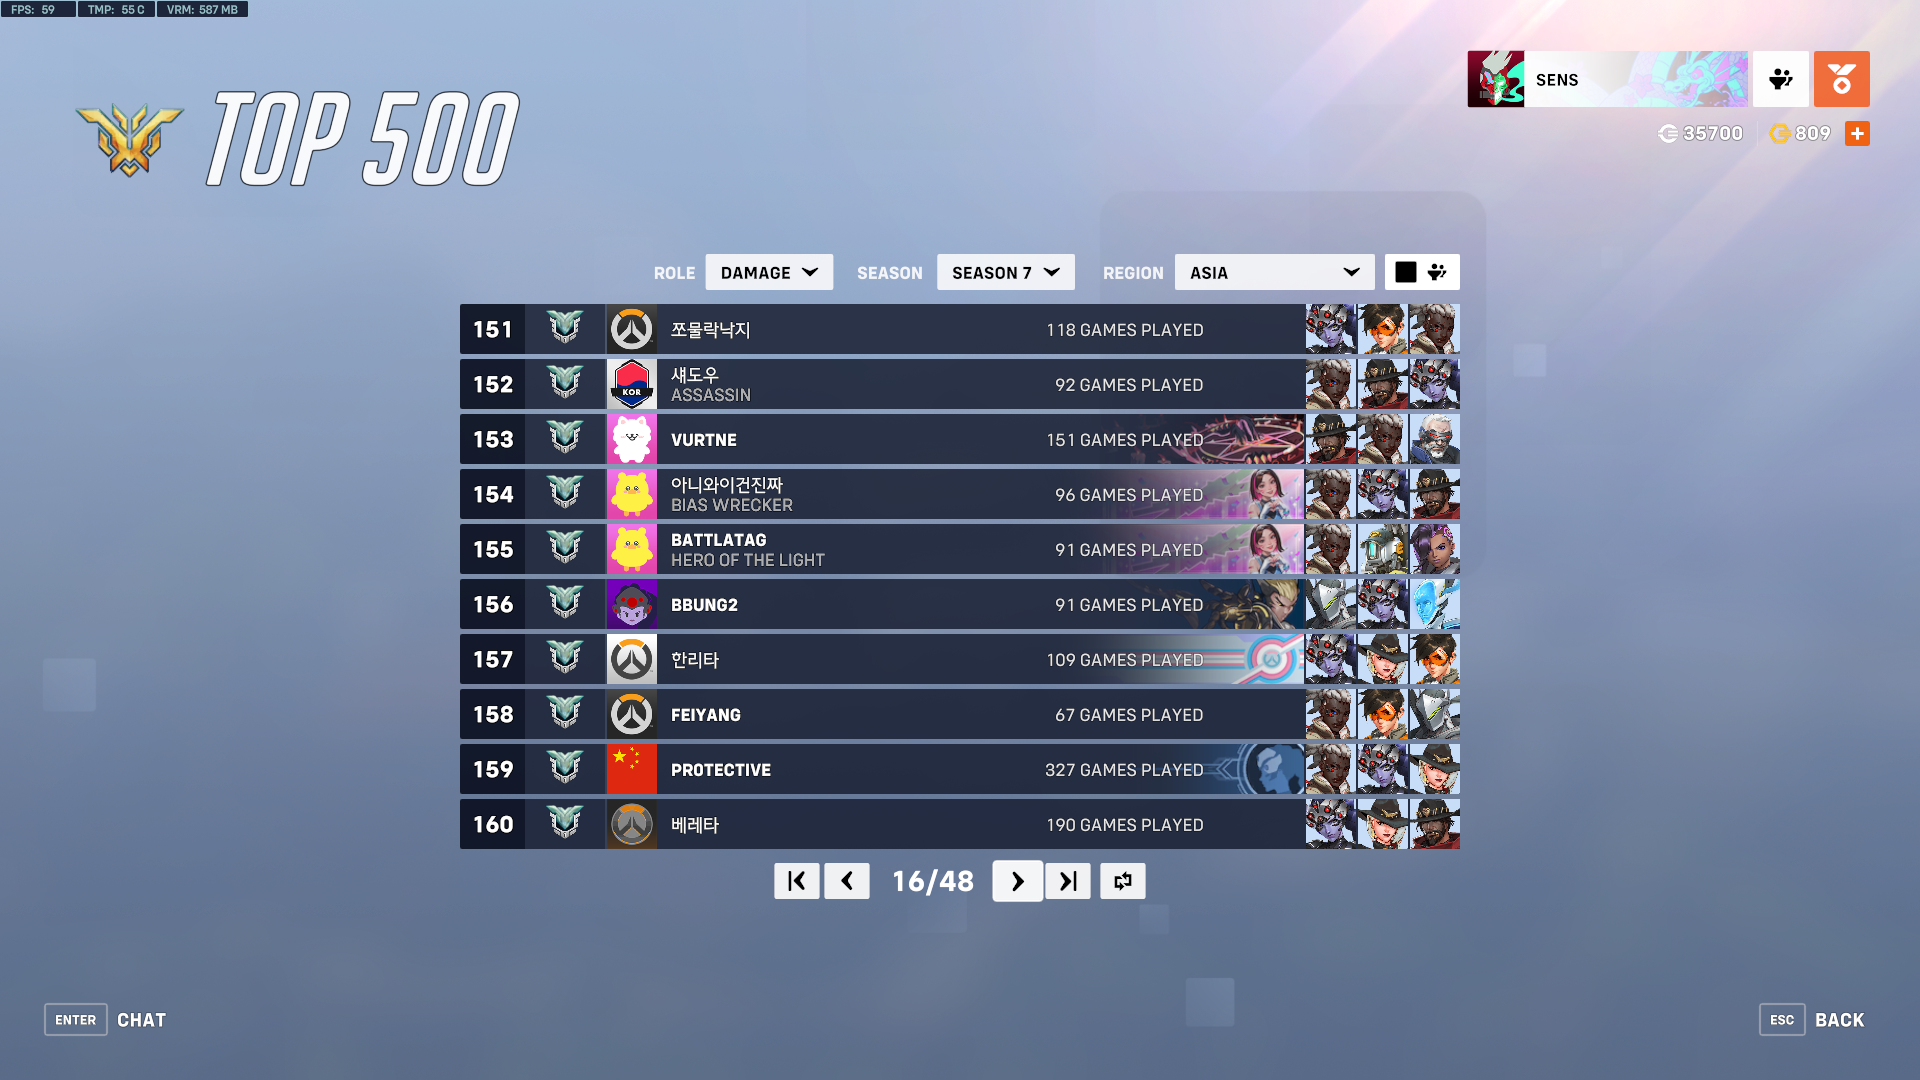 FPS: 59 TMP: 55 C VRM: 587 MB
TOP 500
SENS
35700 809
ROLE DAMAGE SEASON SEASON 7 REGION ASIA
151 쪼물락낙지 118 GAMES PLAYED
152 섀도우 92 GAMES PLAYED
KOR ASSASSIN
153 VURTNE 151 GAMES PLAYED
154 아니와이건진짜 96 GAMES PLAYED
BIAS WRECKER
155 BATTLATAG 91 GAMES PLAYED
HERO OF THE LIGHT
156 BBUNG2 91 GAMES PLAYED
157 한리타 109 GAMES PLAYED
158 FEIYANG 67 GAMES PLAYED
159 PROTECTIVE 327 GAMES PLAYED
160 베레타 190 GAMES PLAYED
16/48
ENTER CHAT
ESC BACK